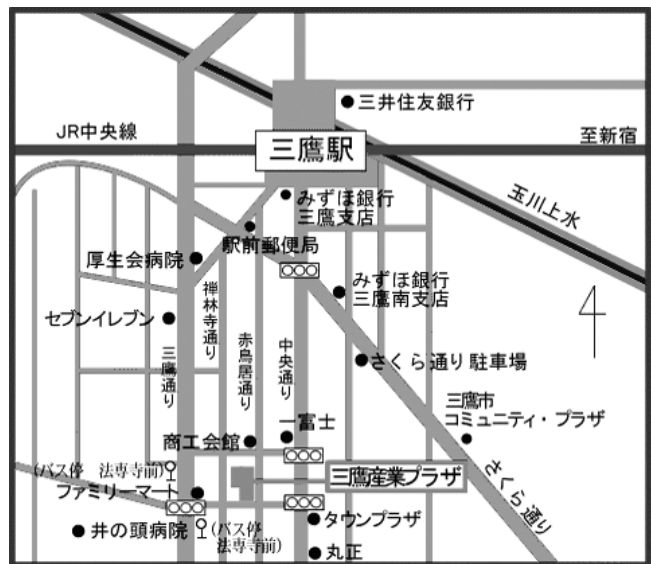 三井住友銀行
JR中央線
至新宿
三鷹駅
玉川上水
みずほ銀行
三鷹支店
駅前郵便局
厚生会病院
みずほ銀行
三鷹南支店
禅林寺通り
セブンイレブン
三鷹通り
赤鳥居通り
中央通り
さくら通り駐車場
三鷹市
コミュニティ・プラザ
一富士
商工会館
(バス停 法専寺前)
三鷹産業プラザ
さくら通り
ファミリーマート
タウンプラザ
井の頭病院
(バス停
法専寺前)
丸正